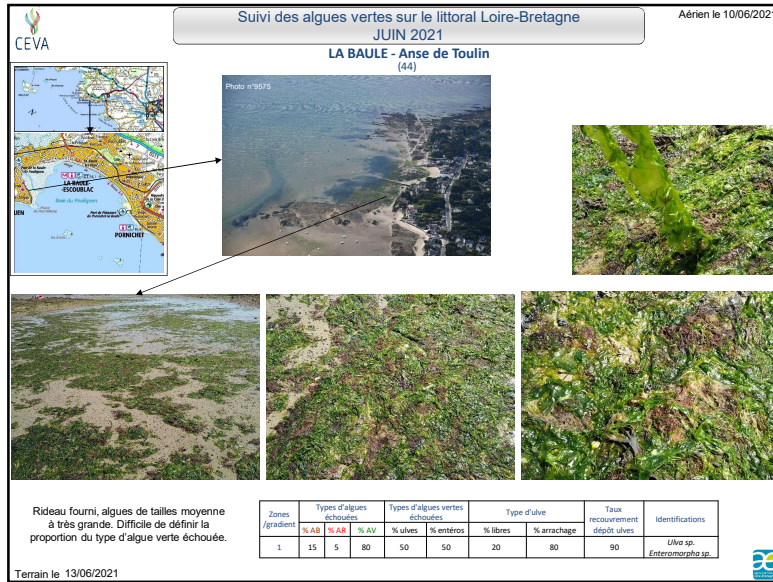 CEVA
Suivi des algues vertes sur le littoral Loire-Bretagne
JUIN 2021
Aérien le 10/06/2021
LA BAULE - Anse de Toulin
(44)
Photo n°9575
LA-BAULE-
ESCOUBLAC
Baie du Pouliguen
PORNICHET
Rideau fourni, algues de tailles moyenne
à très grande. Difficile de définir la
proportion du type d'algue verte échouée.
Zones /gradient Types d'algues échouées Types d'algues vertes échouées Type d'ulve Taux recouvrement dépôt ulves Identifications
% AB % AR % AV % ulves % entéros % libres % arrachage
1 15 5 80 50 50 20 80 90 Ulva sp.
Enteromorpha sp.
Terrain le 13/06/2021